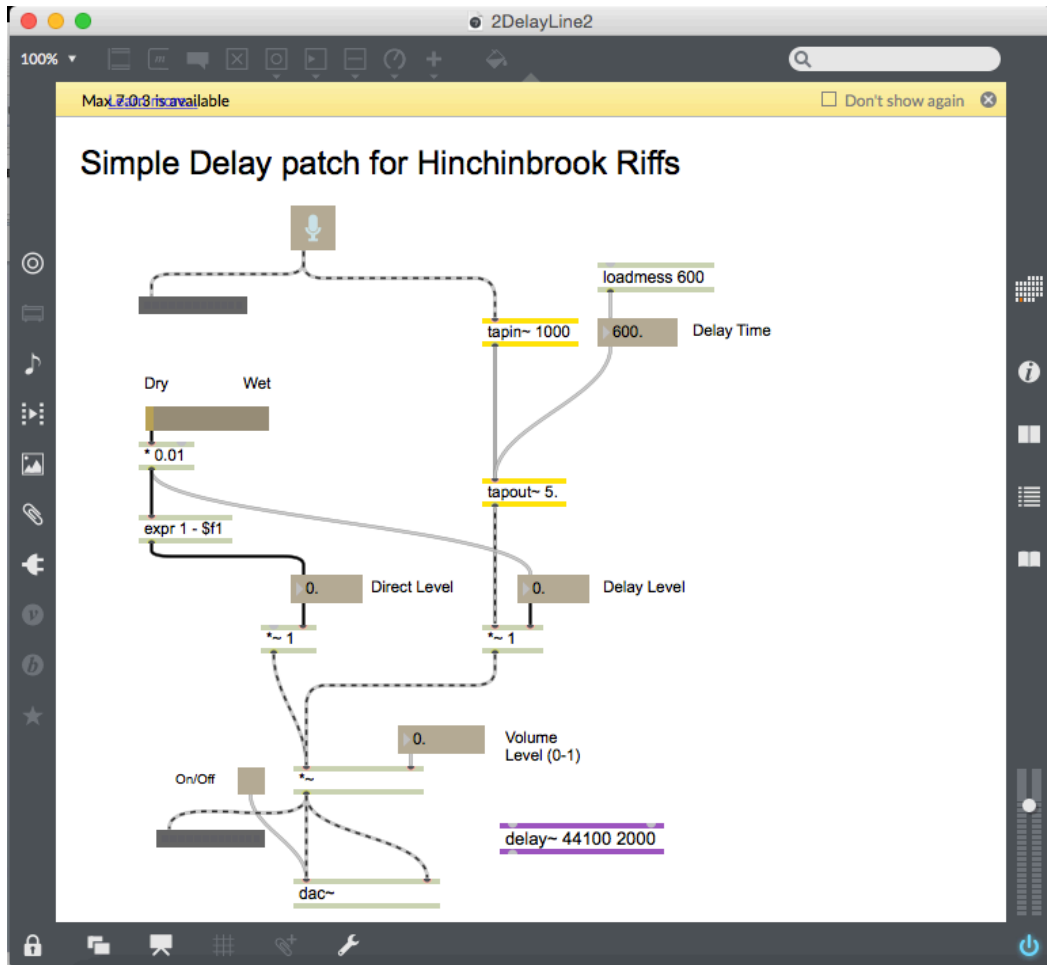 2DelayLine2
100%
Max 7.0.3 is available
Don't show again
Simple Delay patch for Hinchinbrook Riffs
loadmess 600
tapin~ 1000
600.
Delay Time
Dry
Wet
* 0.01
tapout~ 5.
expr 1 - $f1
0.
Direct Level
0.
Delay Level
*~ 1
*~ 1
0.
Volume
Level (0-1)
On/Off
*~
delay~ 44100 2000
dac~